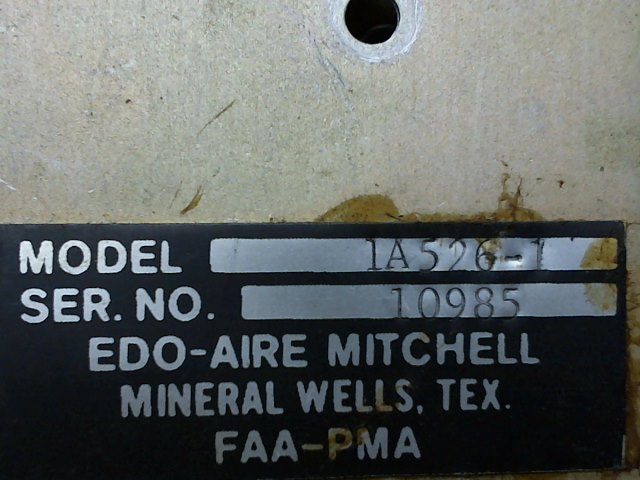 MODEL 1A526-1
SER. NO. 10985
EDO-AIRE MITCHELL
MINERAL WELLS, TEX.
FAA-PMA